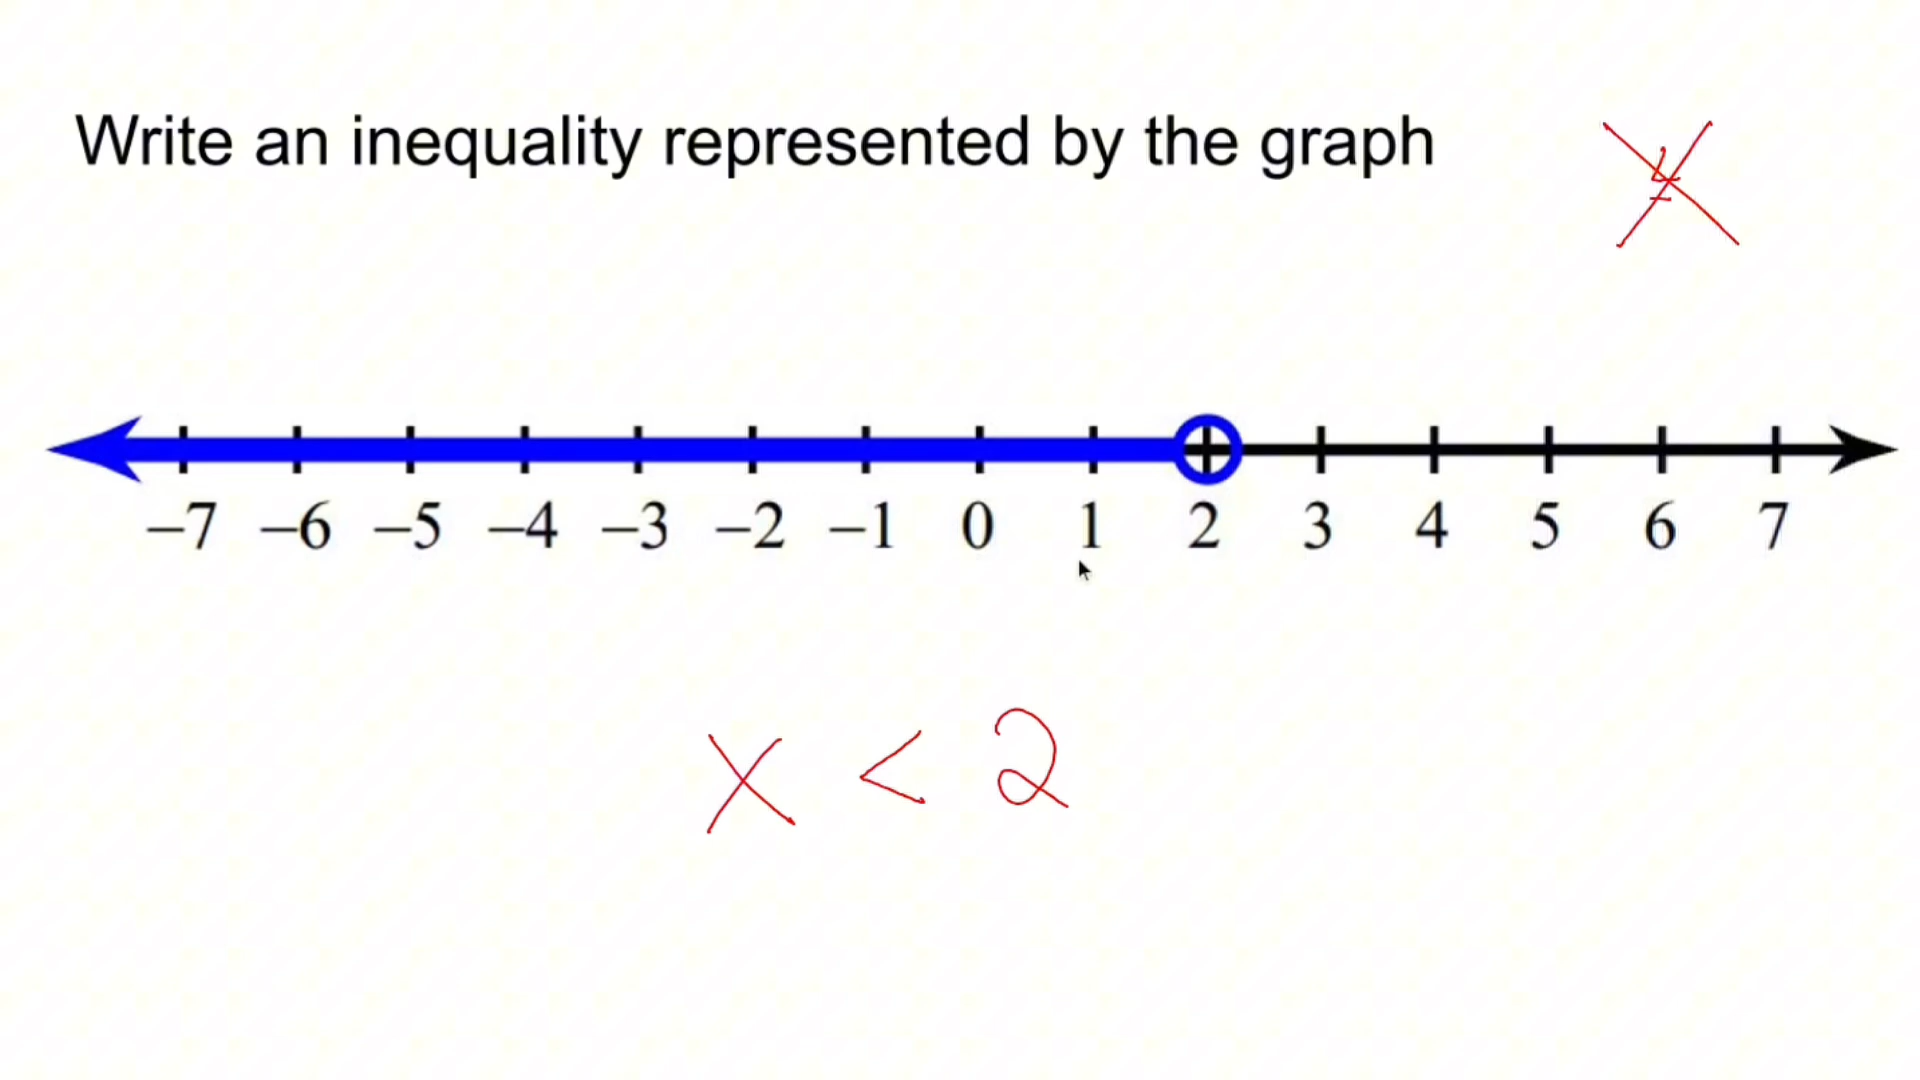 Write an inequality represented by the graph
–7 –6 –5 –4 –3 –2 –1 0 1 2 3 4 5 6 7
x < 2